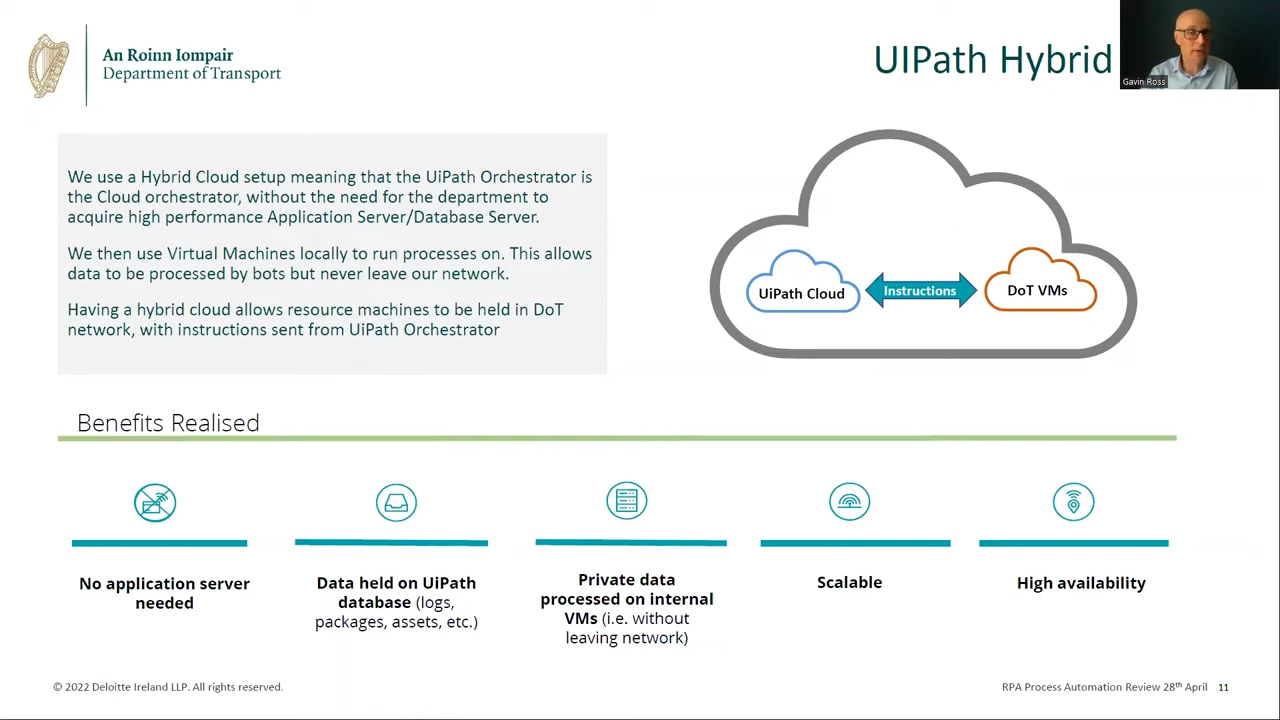 An Roinn Iompair
Department of Transport
UIPath Hybrid
Gavin Ross
We use a Hybrid Cloud setup meaning that the UiPath Orchestrator is
the Cloud orchestrator, without the need for the department to
acquire high performance Application Server/Database Server.
We then use Virtual Machines locally to run processes on. This allows
data to be processed by bots but never leave our network.
Having a hybrid cloud allows resource machines to be held in DoT
network, with instructions sent from UiPath Orchestrator
UiPath Cloud
Instructions
DoT VMs
Benefits Realised
No application server
needed
Data held on UiPath
database (logs,
packages, assets, etc.)
Private data
processed on internal
VMs (i.e. without
leaving network)
Scalable
High availability
© 2022 Deloitte Ireland LLP. All rights reserved.
RPA Process Automation Review 28th April 11